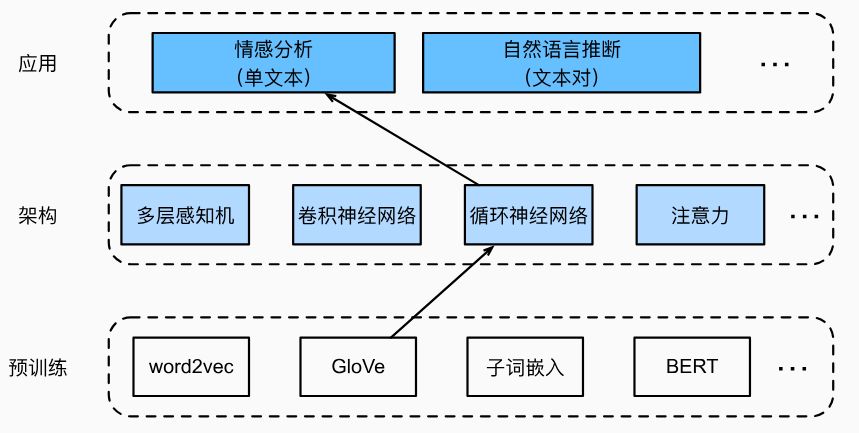 应用
情感分析
（单文本）
自然语言推断
（文本对）
...
架构
多层感知机
卷积神经网络
循环神经网络
注意力
...
预训练
word2vec
GloVe
子词嵌入
BERT
...